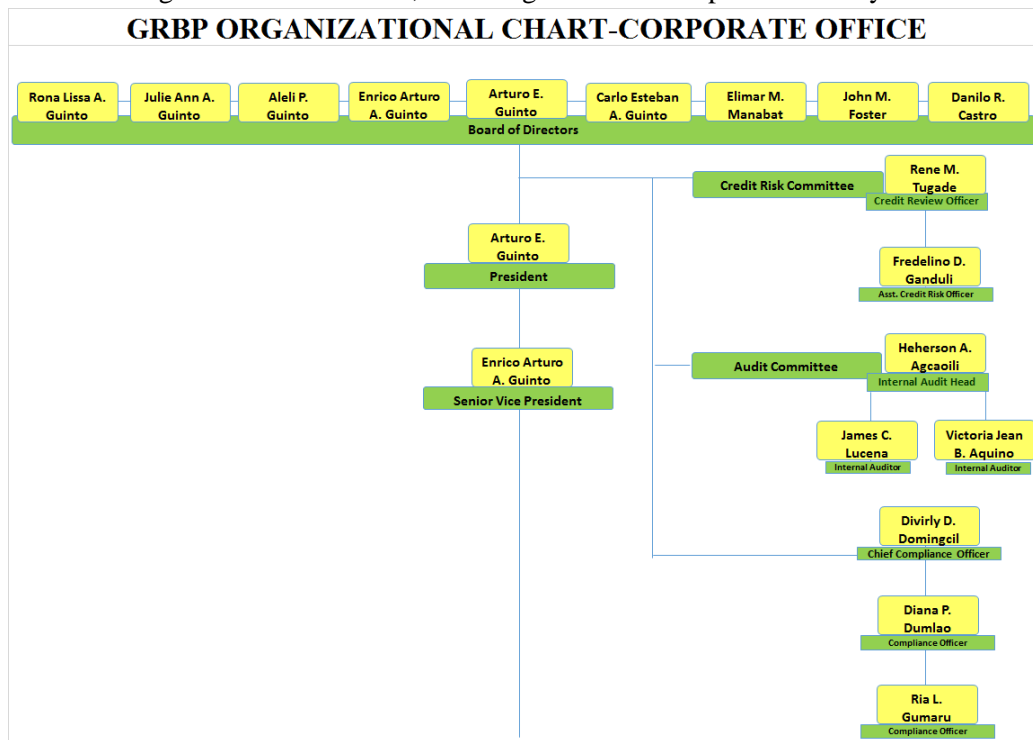 GRBP ORGANIZATIONAL CHART-CORPORATE OFFICE
Rona Lissa A.
Guinto
Julie Ann A.
Guinto
Aleli P.
Guinto
Enrico Arturo
A. Guinto
Arturo E.
Guinto
Carlo Esteban
A. Guinto
Elimar M.
Manabat
John M.
Foster
Danilo R.
Castro
Board of Directors
Credit Risk Committee
Rene M.
Tugade
Credit Review Officer
Arturo E.
Guinto
President
Fredelino D.
Ganduli
Asst. Credit Risk Officer
Enrico Arturo
A. Guinto
Senior Vice President
Audit Committee
Heherson A.
Agcaoili
Internal Audit Head
James C.
Lucena
Internal Auditor
Victoria Jean
B. Aquino
Internal Auditor
Divirly D.
Domingcil
Chief Compliance Officer
Diana P.
Dumlao
Compliance Officer
Ria L.
Gumaru
Compliance Officer